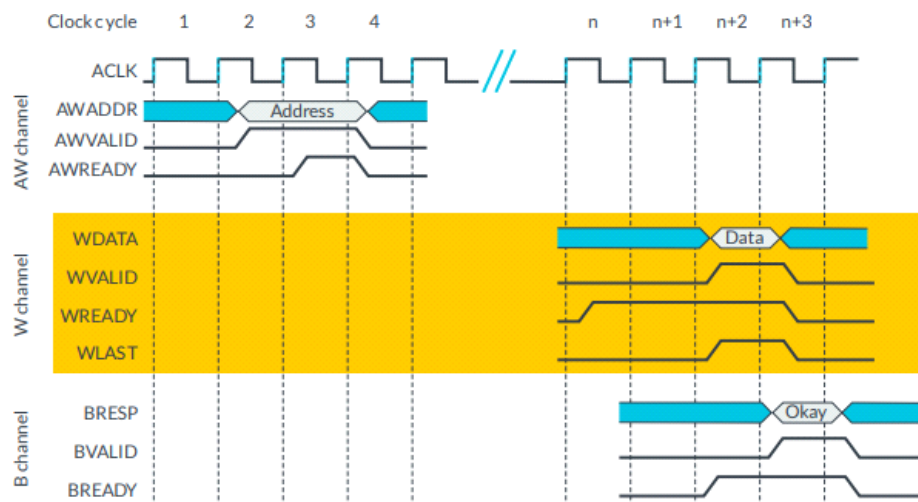 Clock cycle 1 2 3 4 n n+1 n+2 n+3
ACLK
AW channel
AWADDR Address
AWVALID
AWREADY
W channel
WDATA Data
WVALID
WREADY
WLAST
B channel
BRESP Okay
BVALID
BREADY